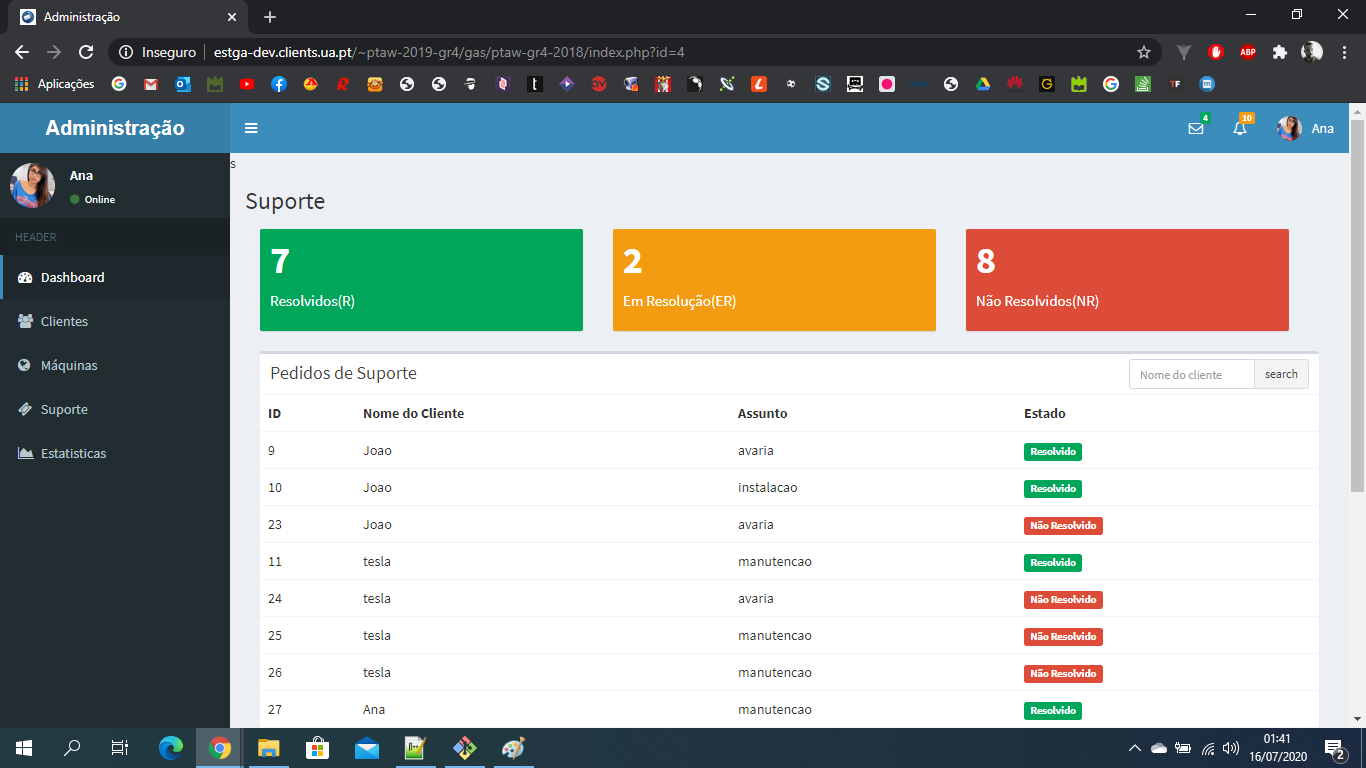 Administração
Inseguro estga-dev.clients.ua.pt/~ptaw-2019-gr4/gas/ptaw-gr4-2018/index.php?id=4
ABP
Aplicações
Administração
4
10
Ana
Ana
Online
HEADER
Dashboard
Clientes
Máquinas
Suporte
Estatisticas
s
Suporte
7
Resolvidos(R)
2
Em Resolução(ER)
8
Não Resolvidos(NR)
Pedidos de Suporte
Nome do cliente
search
ID Nome do Cliente Assunto Estado
9 Joao avaria Resolvido
10 Joao instalacao Resolvido
23 Joao avaria Não Resolvido
11 tesla manutencao Resolvido
24 tesla avaria Não Resolvido
25 tesla manutencao Não Resolvido
26 tesla manutencao Não Resolvido
27 Ana manutencao Resolvido
01:41
16/07/2020
2